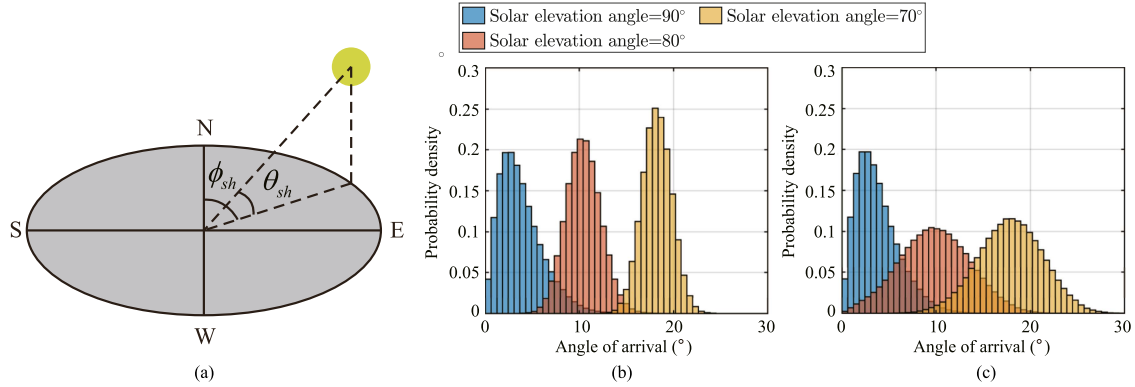 N
ϕsh
θsh
S
E
W
(a)
Solar elevation angle=90°
Solar elevation angle=70°
Solar elevation angle=80°
°
0.3
0.25
0.2
0.15
0.1
0.05
0
Probability density
0
10
20
30
Angle of arrival (°)
(b)
0.3
0.25
0.2
0.15
0.1
0.05
0
Probability density
0
10
20
30
Angle of arrival (°)
(c)